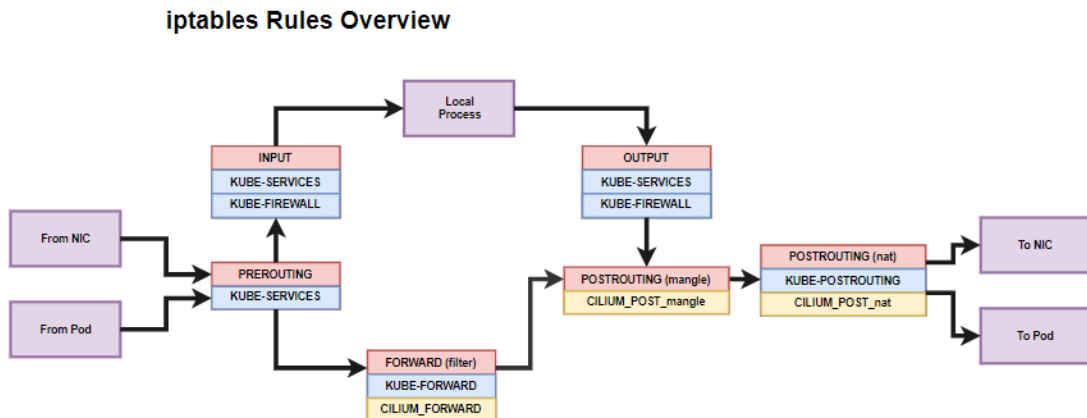 iptables Rules Overview
Local
Process
INPUT
KUBE-SERVICES
KUBE-FIREWALL
OUTPUT
KUBE-SERVICES
KUBE-FIREWALL
From NIC
From Pod
PREROUTING
KUBE-SERVICES
FORWARD (filter)
KUBE-FORWARD
CILIUM_FORWARD
POSTROUTING (mangle)
CILIUM_POST_mangle
POSTROUTING (nat)
KUBE-POSTROUTING
CILIUM_POST_nat
To NIC
To Pod